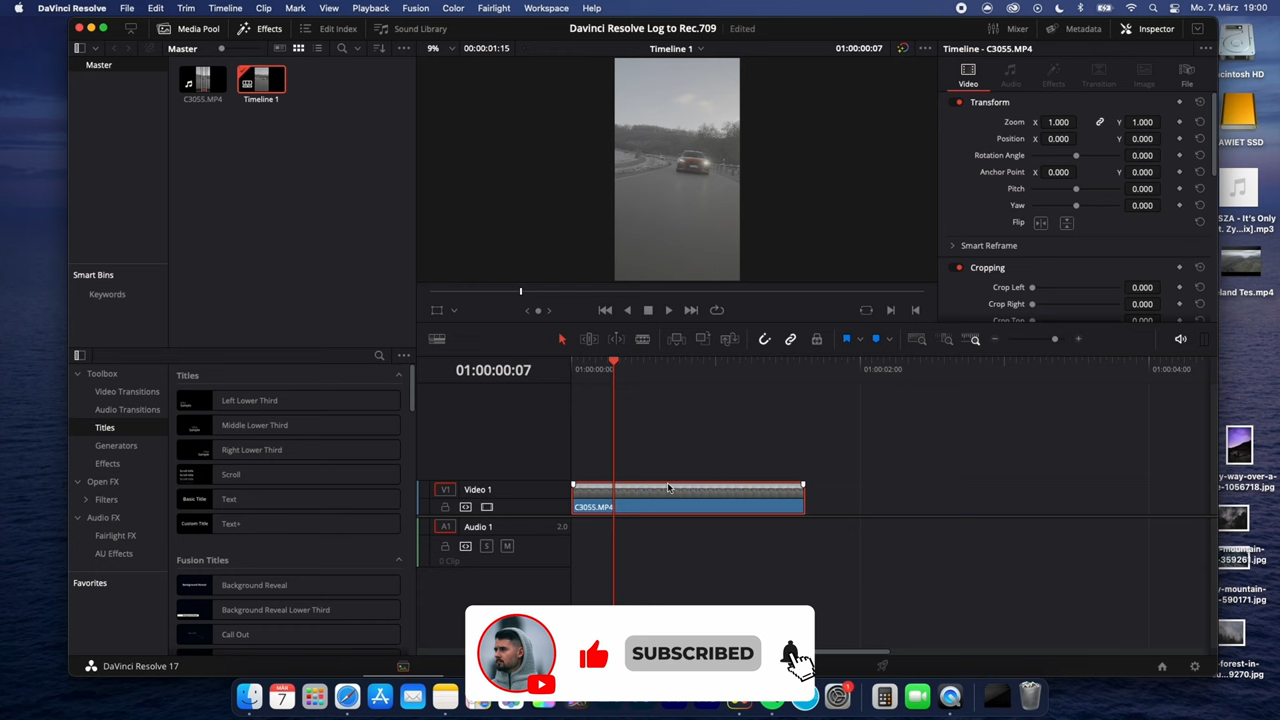 DaVinci Resolve File Edit Trim Timeline Clip Mark View Playback Fusion Color Fairlight Workspace Help Mo. 7. März 19:00
Media Pool Effects Edit Index Sound Library Davinci Resolve Log to Rec.709 Edited Mixer Metadata Inspector
Master 9% 00:00:01:15 Timeline 1 01:00:00:07 Timeline - C3055.MP4
Master
C3055.MP4 Timeline 1
Video Audio Effects Transition Image File
Transform
Zoom X 1.000 Y 1.000
Position X 0.000 Y 0.000
Rotation Angle 0.000
Anchor Point X 0.000 Y 0.000
Pitch 0.000
Yaw 0.000
Flip
Smart Reframe
Cropping
Crop Left 0.000
Crop Right 0.000
Smart Bins
Keywords
Toolbox
Video Transitions
Audio Transitions
Titles
Generators
Effects
Open FX
Filters
Audio FX
Fairlight FX
AU Effects
Favorites
Titles
Left Lower Third
Middle Lower Third
Right Lower Third
Scroll
Text
Text+
Fusion Titles
Background Reveal
Background Reveal Lower Third
Call Out
01:00:00:07 01:00:00:00 01:00:02:00 01:00:04:00
V1 Video 1
C3055.MP4
A1 Audio 1 2.0
S M
0 Clip
DaVinci Resolve 17
SUBSCRIBED
Macintosh HD
AWIET SSD
SZA - It's Only
t. Zy...ix].mp3
land Tes.mp4
y-way-over-a
-1056718.jpg
y-mountain
-359261.jpg
y-mountain
-590171.jpg
-forest-in
MÄR
7
1